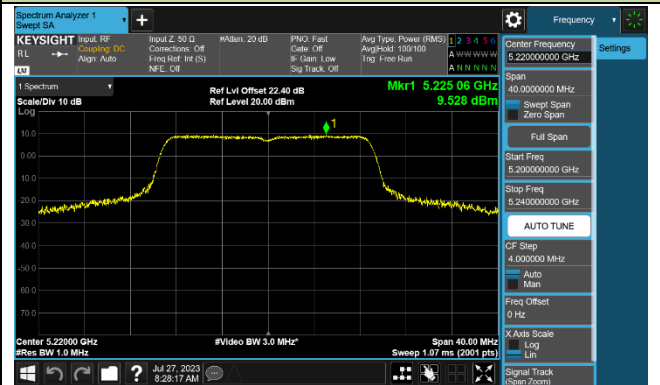 Spectrum Analyzer 1
Swept SA
Frequency
KEYSIGHT
RL
LXI
Input: RF
Coupling: DC
Align: Auto
Input Z: 50 Ω
Corrections: Off
Freq Ref: Int (S)
NFE: Off
#Atten: 20 dB
PNO: Fast
Gate: Off
IF Gain: Low
Sig Track: Off
Avg Type: Power (RMS)
Avg|Hold: 100/100
Trig: Free Run
1 2 3 4 5 6
A W W W W W
A N N N N N
1 Spectrum
Scale/Div 10 dB
Log
Ref Lvl Offset 22.40 dB
Ref Level 20.00 dBm
Mkr1 5.225 06 GHz
9.528 dBm
1
10.0
0.00
-10.0
-20.0
-30.0
-40.0
-50.0
-60.0
-70.0
Center 5.22000 GHz
#Res BW 1.0 MHz
#Video BW 3.0 MHz*
Span 40.00 MHz
Sweep 1.07 ms (2001 pts)
Jul 27, 2023
8:28:17 AM
Center Frequency
5.220000000 GHz
Span
40.0000000 MHz
Swept Span
Zero Span
Full Span
Start Freq
5.200000000 GHz
Stop Freq
5.240000000 GHz
AUTO TUNE
CF Step
4.000000 MHz
Auto
Man
Freq Offset
0 Hz
X Axis Scale
Log
Lin
Signal Track
(Span Zoom)
Settings